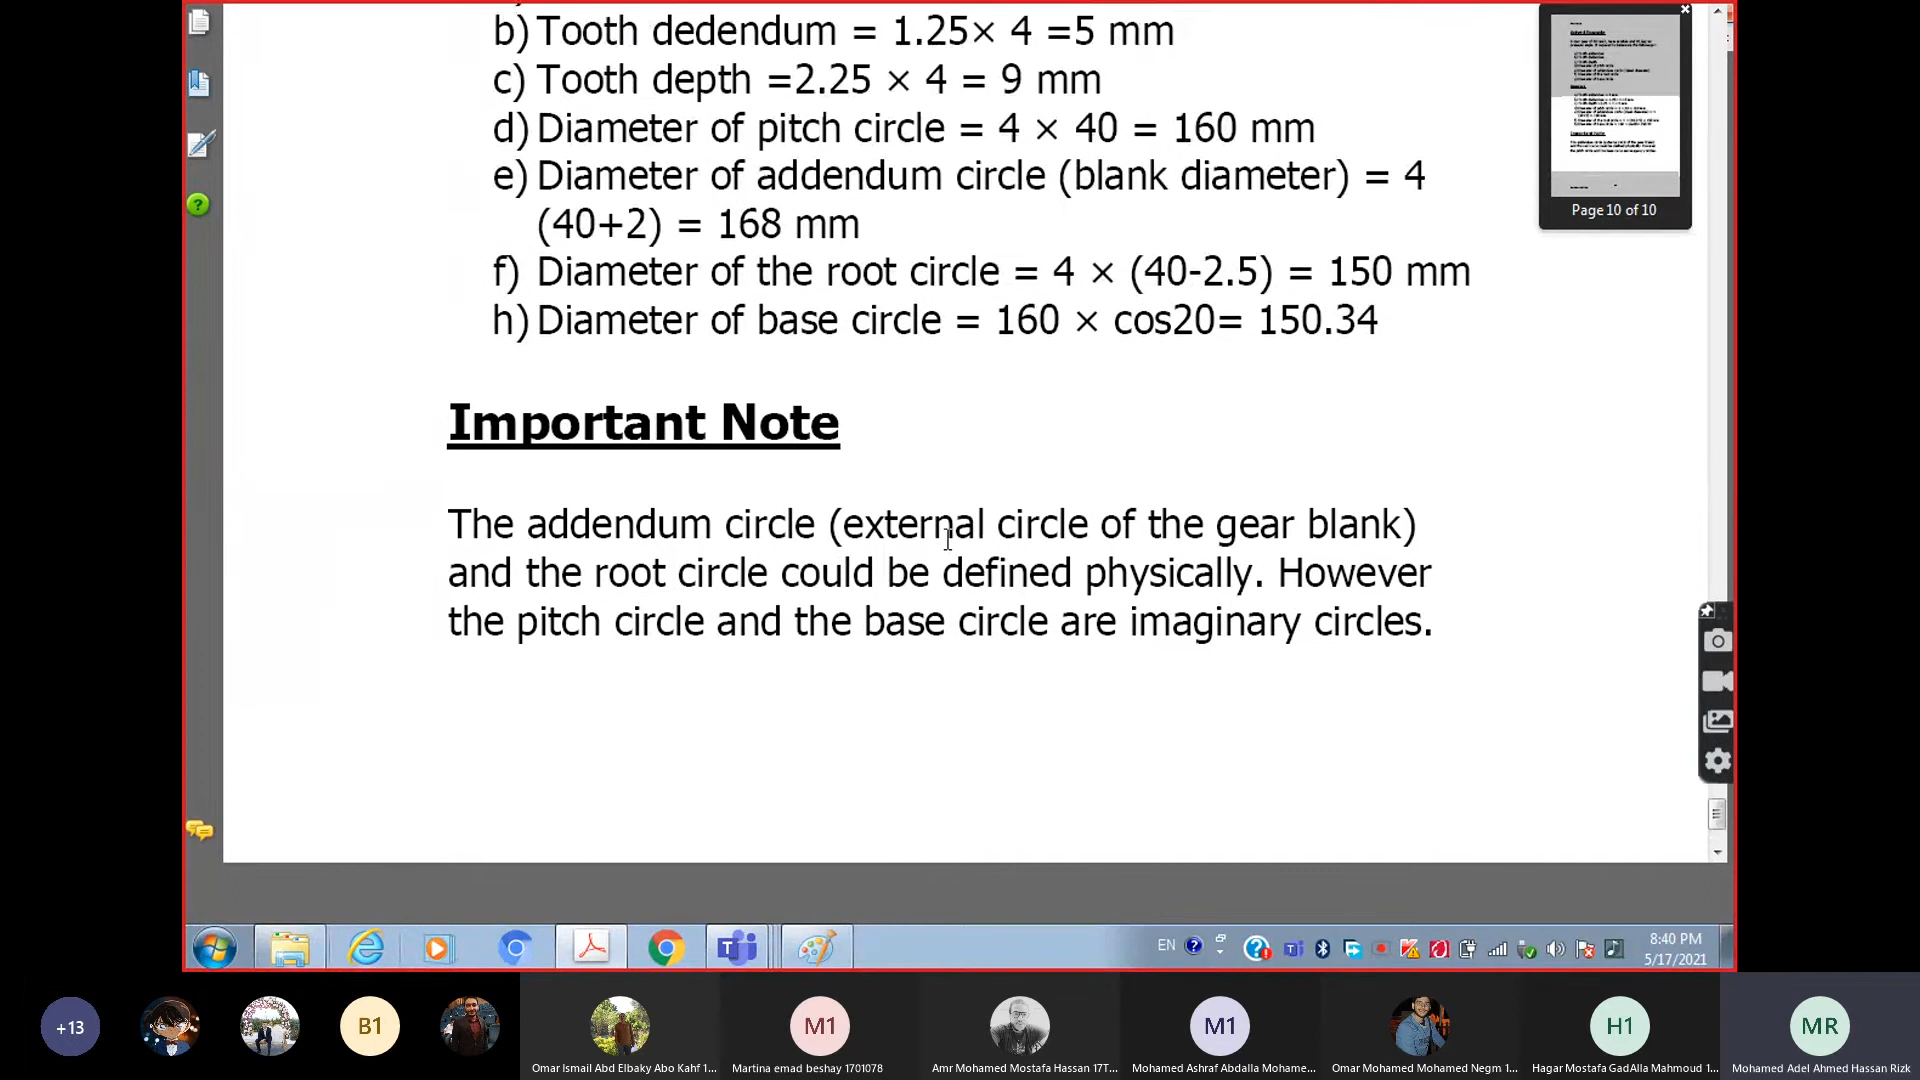 b) Tooth dedendum = 1.25× 4 =5 mm
c) Tooth depth =2.25 × 4 = 9 mm
d) Diameter of pitch circle = 4 × 40 = 160 mm
e) Diameter of addendum circle (blank diameter) = 4
(40+2) = 168 mm
f) Diameter of the root circle = 4 × (40-2.5) = 150 mm
h) Diameter of base circle = 160 × cos20= 150.34
Important Note
The addendum circle (external circle of the gear blank)
and the root circle could be defined physically. However
the pitch circle and the base circle are imaginary circles.
Page 10 of 10
EN
8:40 PM
5/17/2021
+13
B1
M1
M1
H1
MR
Omar Ismail Abd Elbaky Abo Kahf 1...
Martina emad beshay 1701078
Amr Mohamed Mostafa Hassan 17T...
Mohamed Ashraf Abdalla Mohame...
Omar Mohamed Mohamed Negm 1...
Hagar Mostafa GadAlla Mahmoud 1...
Mohamed Adel Ahmed Hassan Rizk